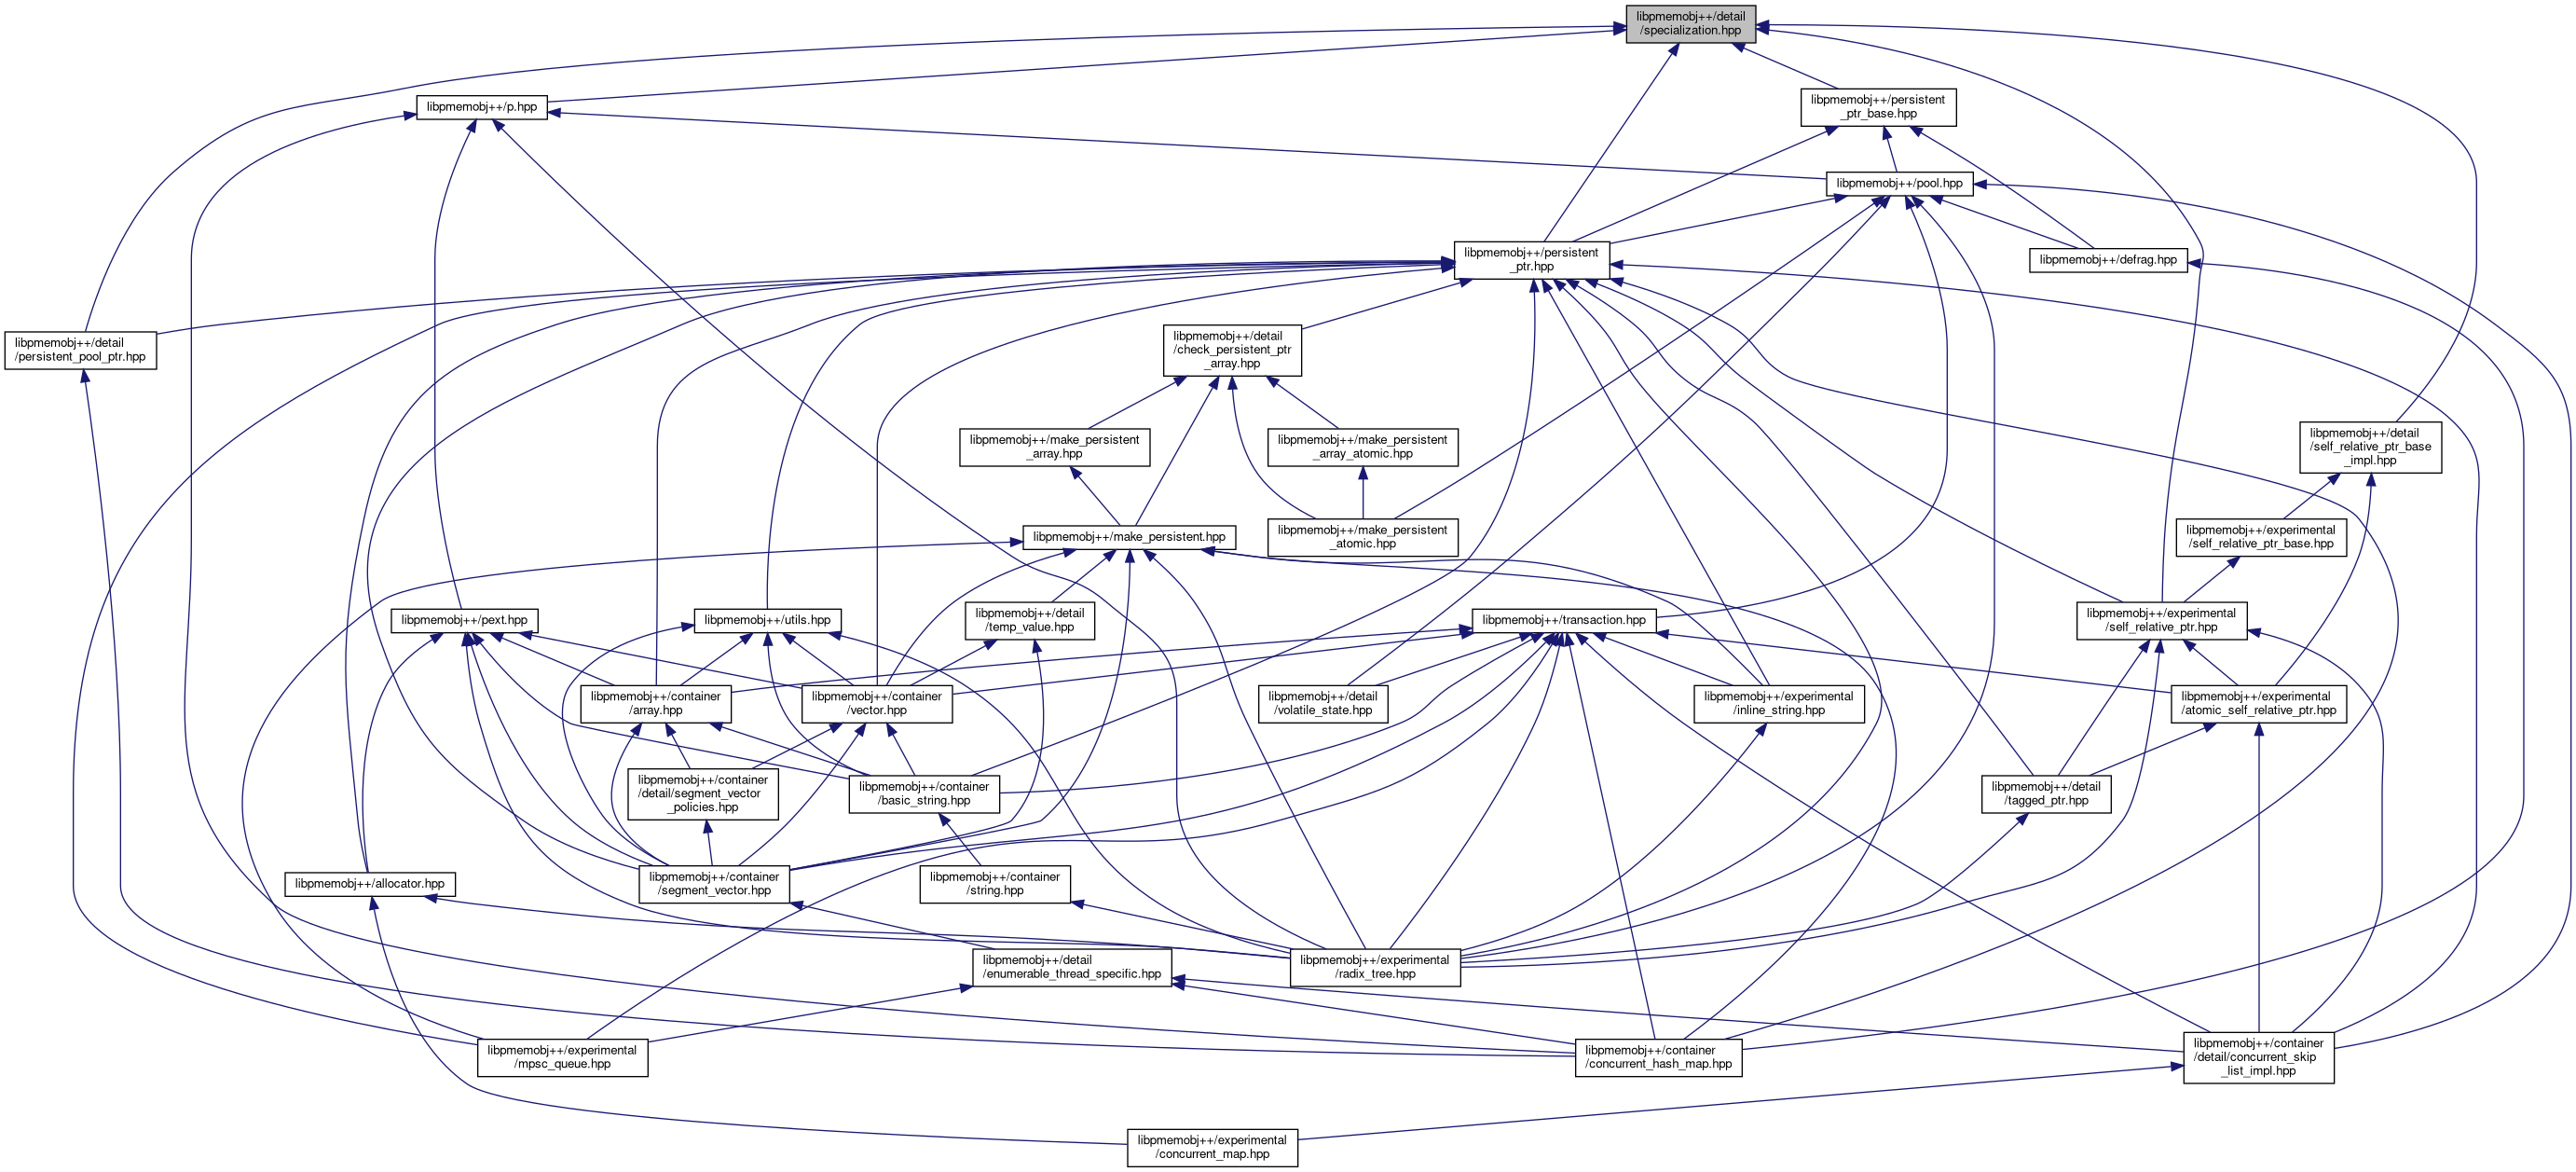 libpmemobj++/detail
/specialization.hpp
libpmemobj++/p.hpp
libpmemobj++/persistent
_ptr_base.hpp
libpmemobj++/pool.hpp
libpmemobj++/persistent
_ptr.hpp
libpmemobj++/defrag.hpp
libpmemobj++/detail
/persistent_pool_ptr.hpp
libpmemobj++/detail
/check_persistent_ptr
_array.hpp
libpmemobj++/make_persistent
_array.hpp
libpmemobj++/make_persistent
_array_atomic.hpp
libpmemobj++/detail
/self_relative_ptr_base
_impl.hpp
libpmemobj++/make_persistent.hpp
libpmemobj++/make_persistent
_atomic.hpp
libpmemobj++/experimental
/self_relative_ptr_base.hpp
libpmemobj++/pext.hpp
libpmemobj++/utils.hpp
libpmemobj++/detail
/temp_value.hpp
libpmemobj++/transaction.hpp
libpmemobj++/experimental
/self_relative_ptr.hpp
libpmemobj++/container
/array.hpp
libpmemobj++/container
/vector.hpp
libpmemobj++/detail
/volatile_state.hpp
libpmemobj++/experimental
/inline_string.hpp
libpmemobj++/experimental
/atomic_self_relative_ptr.hpp
libpmemobj++/container
/detail/segment_vector
_policies.hpp
libpmemobj++/container
/basic_string.hpp
libpmemobj++/detail
/tagged_ptr.hpp
libpmemobj++/allocator.hpp
libpmemobj++/container
/segment_vector.hpp
libpmemobj++/container
/string.hpp
libpmemobj++/detail
/enumerable_thread_specific.hpp
libpmemobj++/experimental
/radix_tree.hpp
libpmemobj++/experimental
/mpsc_queue.hpp
libpmemobj++/container
/concurrent_hash_map.hpp
libpmemobj++/container
/detail/concurrent_skip
_list_impl.hpp
libpmemobj++/experimental
/concurrent_map.hpp